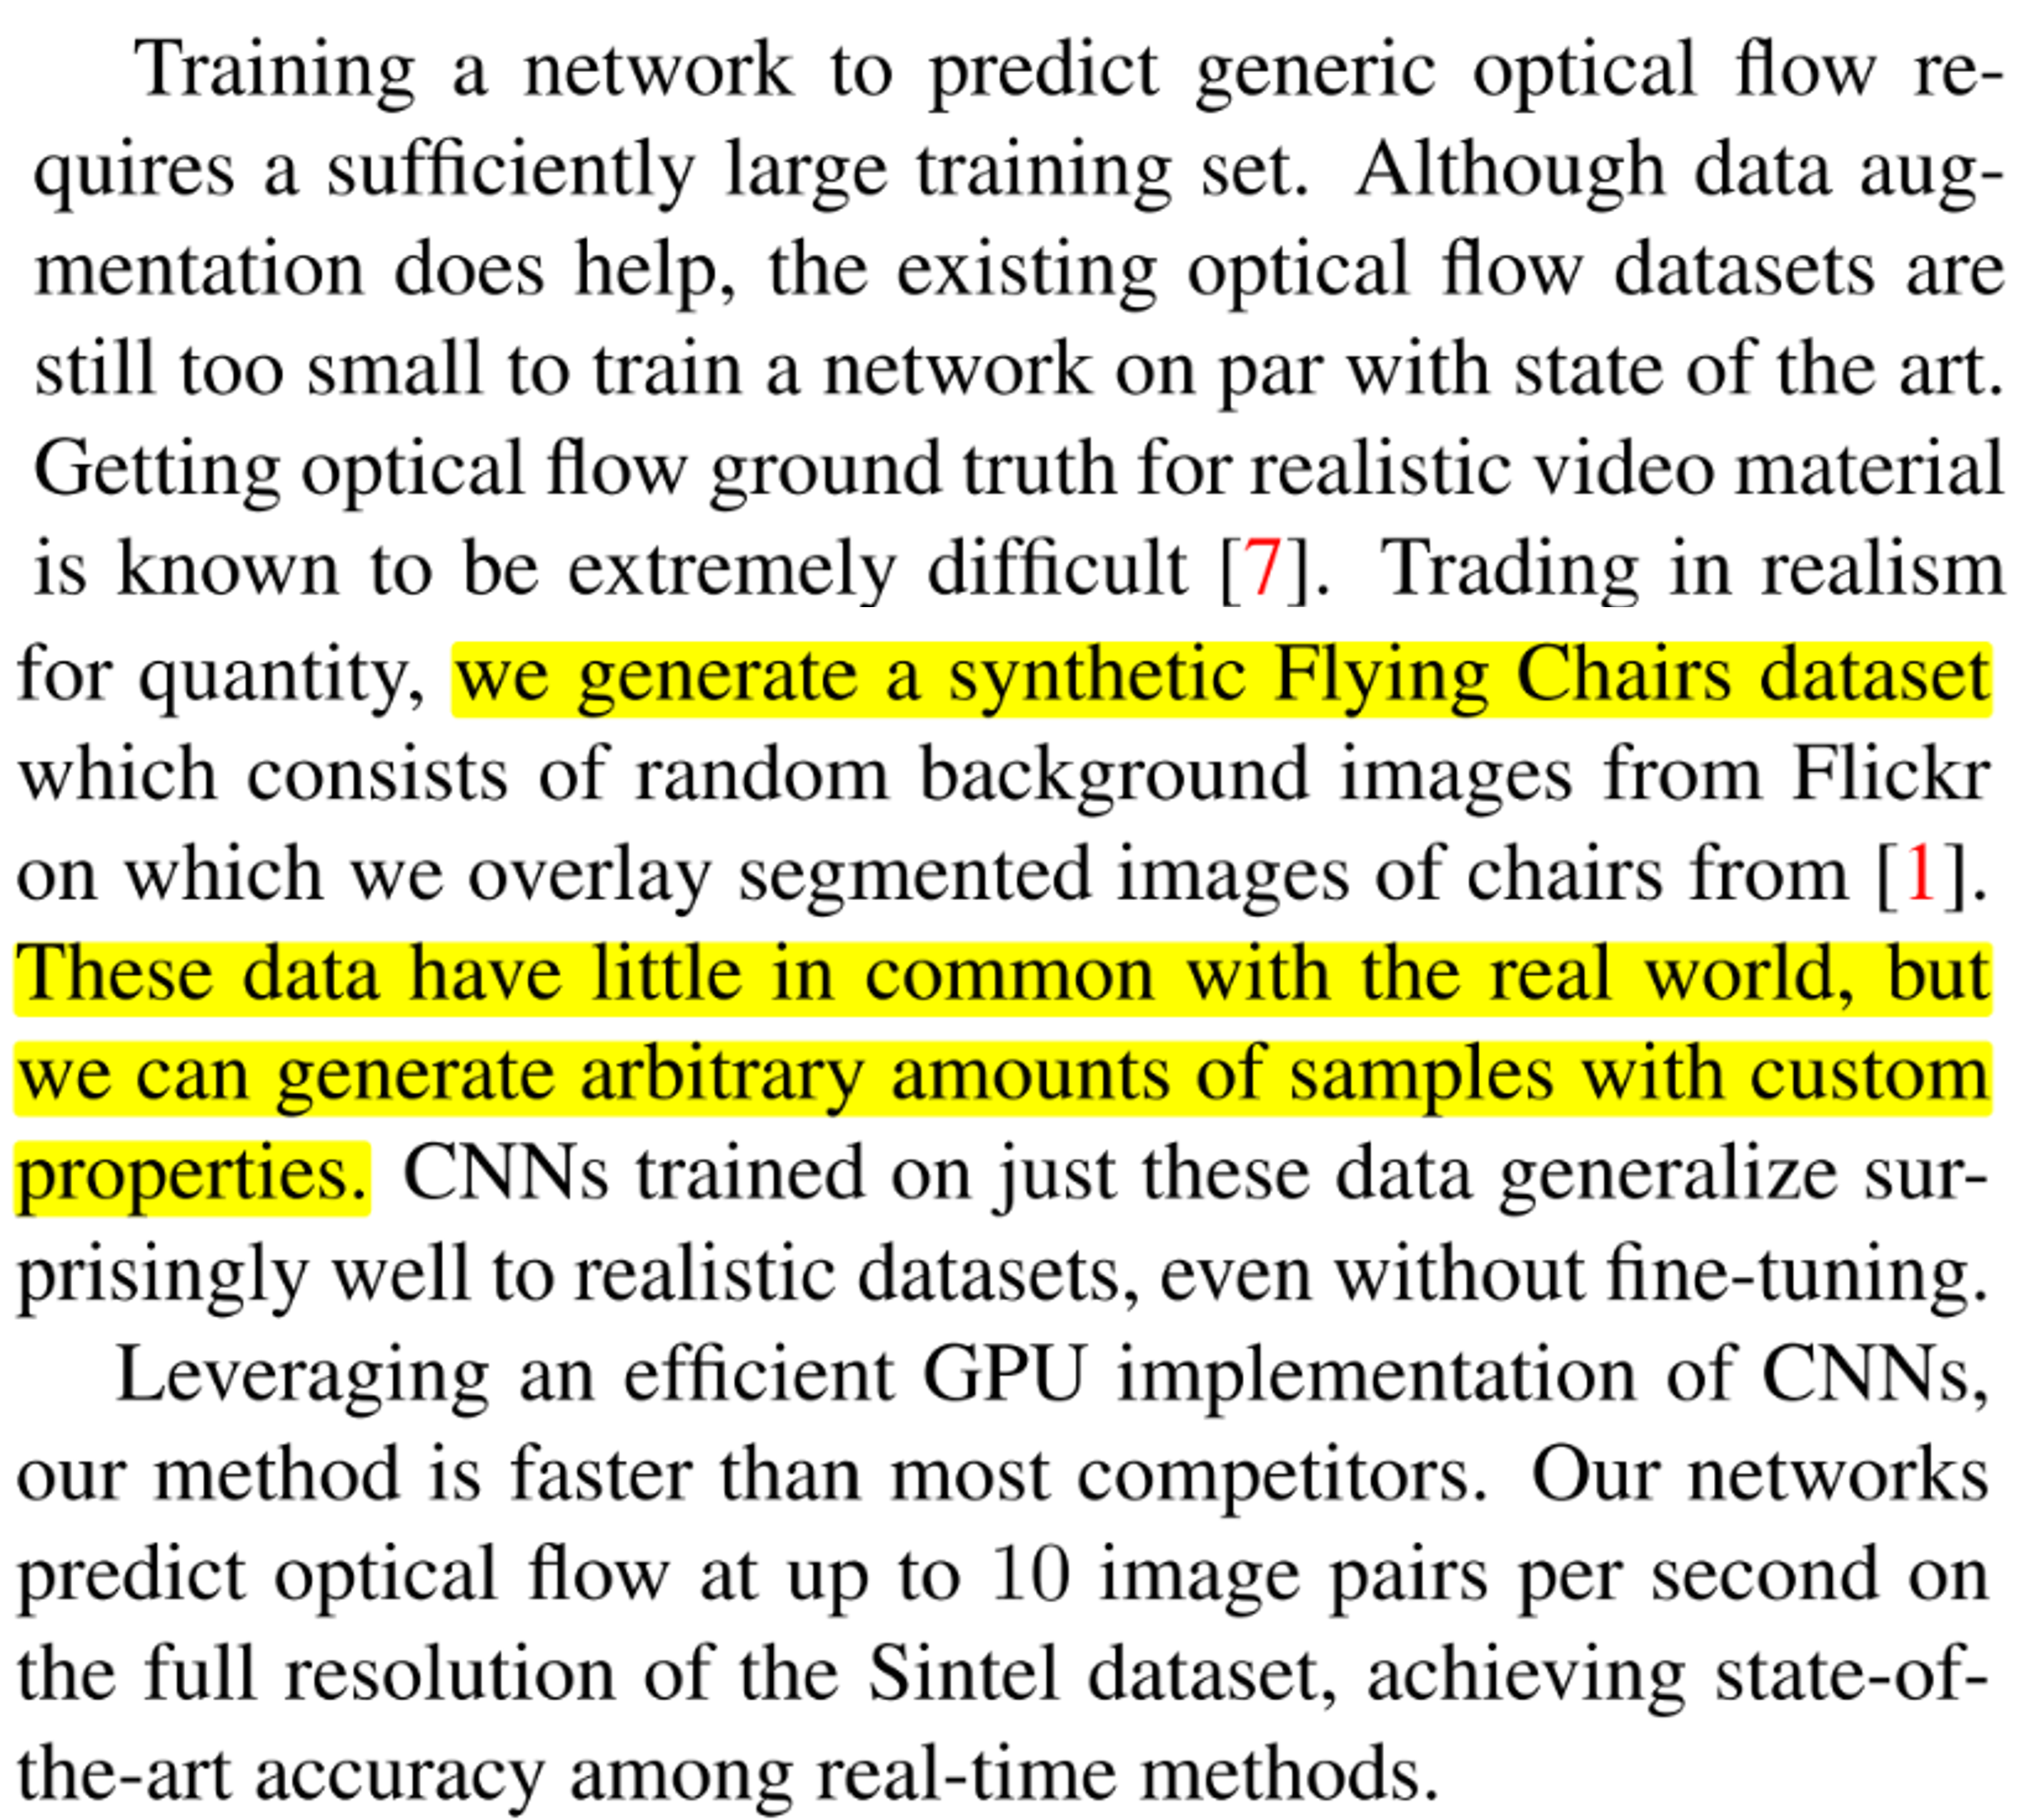 Training a network to predict generic optical flow re-
quires a sufficiently large training set. Although data aug-
mentation does help, the existing optical flow datasets are
still too small to train a network on par with state of the art.
Getting optical flow ground truth for realistic video material
is known to be extremely difficult [7]. Trading in realism
for quantity, we generate a synthetic Flying Chairs dataset
which consists of random background images from Flickr
on which we overlay segmented images of chairs from [1].
These data have little in common with the real world, but
we can generate arbitrary amounts of samples with custom
properties. CNNs trained on just these data generalize sur-
prisingly well to realistic datasets, even without fine-tuning.
Leveraging an efficient GPU implementation of CNNs,
our method is faster than most competitors. Our networks
predict optical flow at up to 10 image pairs per second on
the full resolution of the Sintel dataset, achieving state-of-
the-art accuracy among real-time methods.